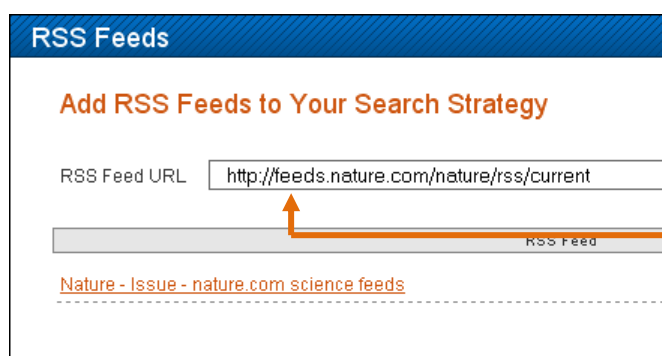 RSS Feeds
Add RSS Feeds to Your Search Strategy
RSS Feed URL http://feeds.nature.com/nature/rss/current
RSS Feed
Nature - Issue - nature.com science feeds